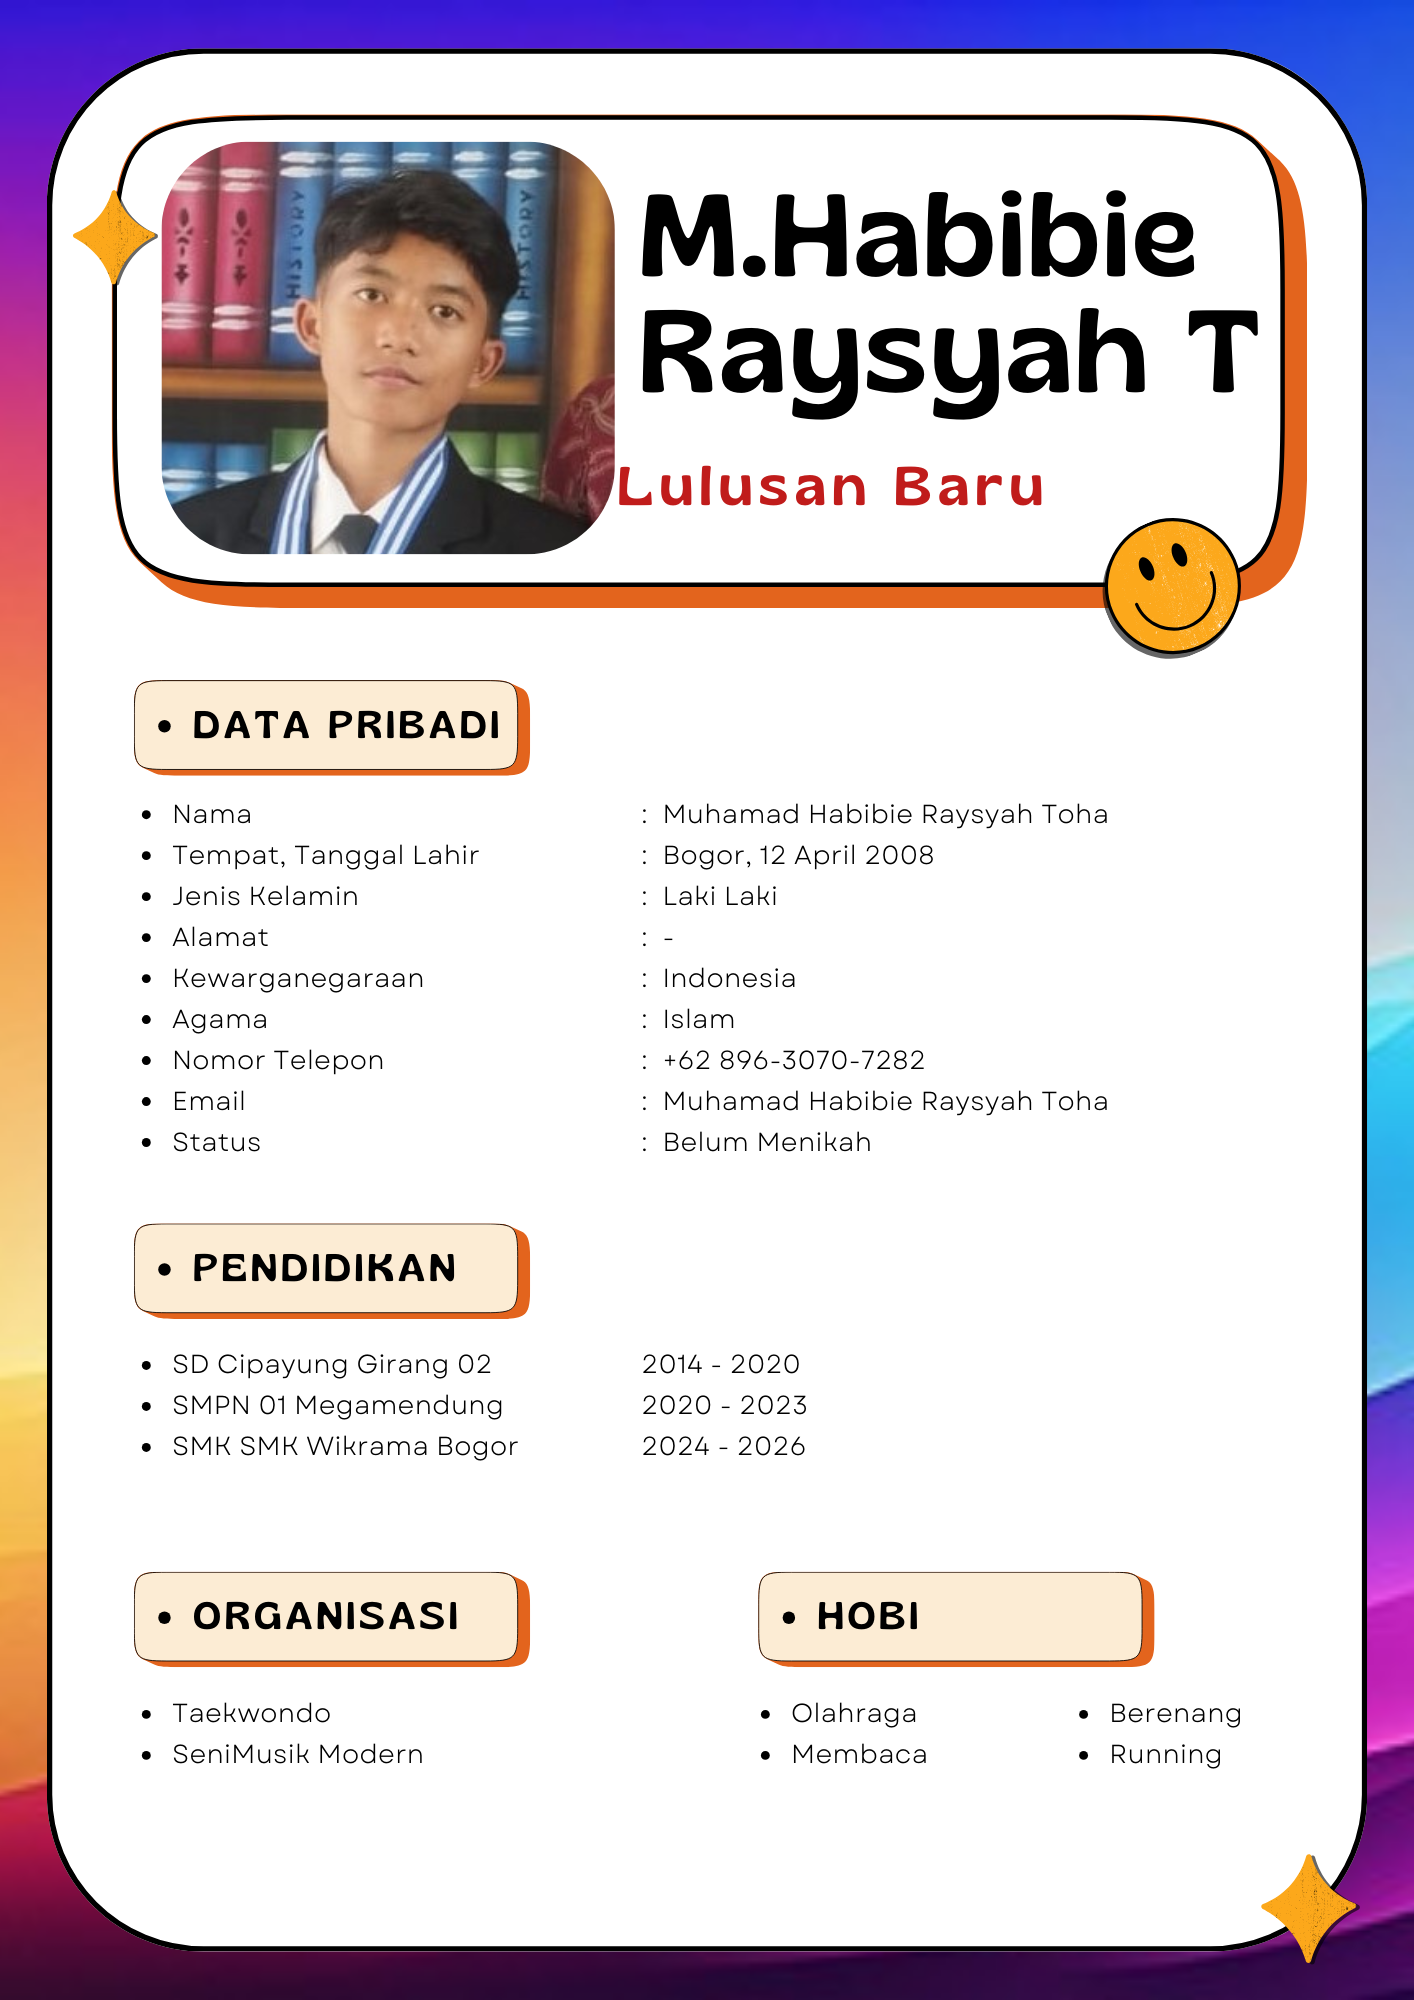 HISTORY
HISTORY
M.Habibie
Raysyah T
Lulusan Baru
• DATA PRIBADI
• Nama : Muhamad Habibie Raysyah Toha
• Tempat, Tanggal Lahir : Bogor, 12 April 2008
• Jenis Kelamin : Laki Laki
• Alamat : -
• Kewarganegaraan : Indonesia
• Agama : Islam
• Nomor Telepon : +62 896-3070-7282
• Email : Muhamad Habibie Raysyah Toha
• Status : Belum Menikah
• PENDIDIKAN
• SD Cipayung Girang 02 2014 - 2020
• SMPN 01 Megamendung 2020 - 2023
• SMK SMK Wikrama Bogor 2024 - 2026
• ORGANISASI
• Taekwondo
• SeniMusik Modern
• HOBI
• Olahraga • Berenang
• Membaca • Running